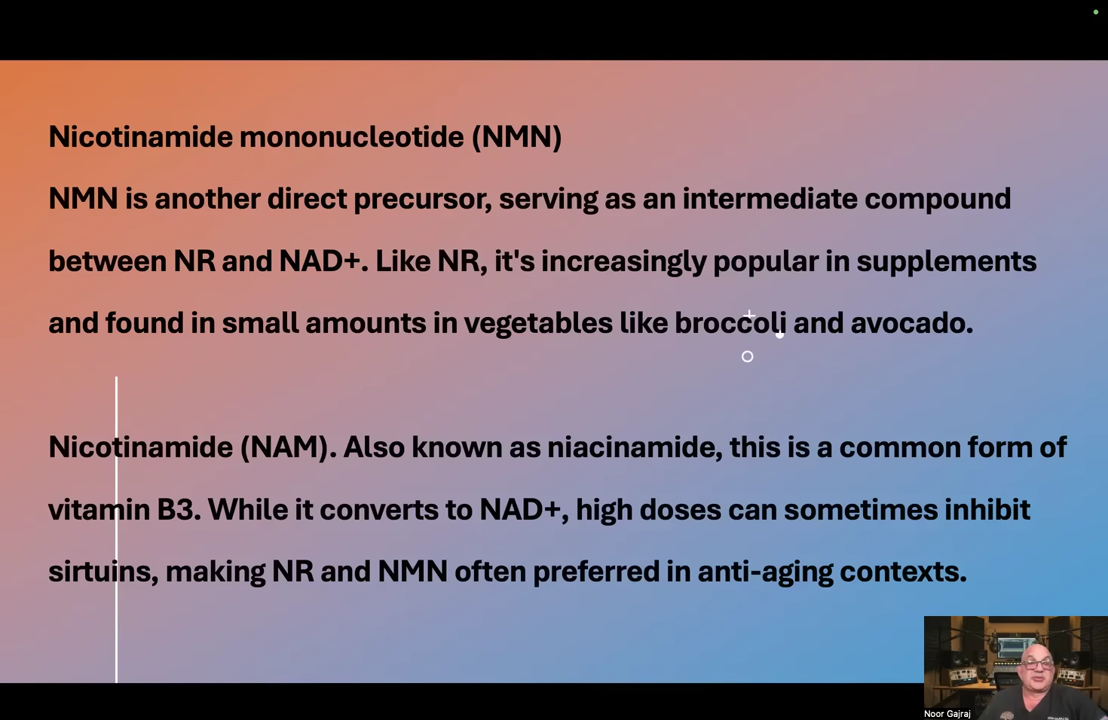 Nicotinamide mononucleotide (NMN)
NMN is another direct precursor, serving as an intermediate compound
between NR and NAD+. Like NR, it's increasingly popular in supplements
and found in small amounts in vegetables like broccoli and avocado.
Nicotinamide (NAM). Also known as niacinamide, this is a common form of
vitamin B3. While it converts to NAD+, high doses can sometimes inhibit
sirtuins, making NR and NMN often preferred in anti-aging contexts.
Noor Gajraj